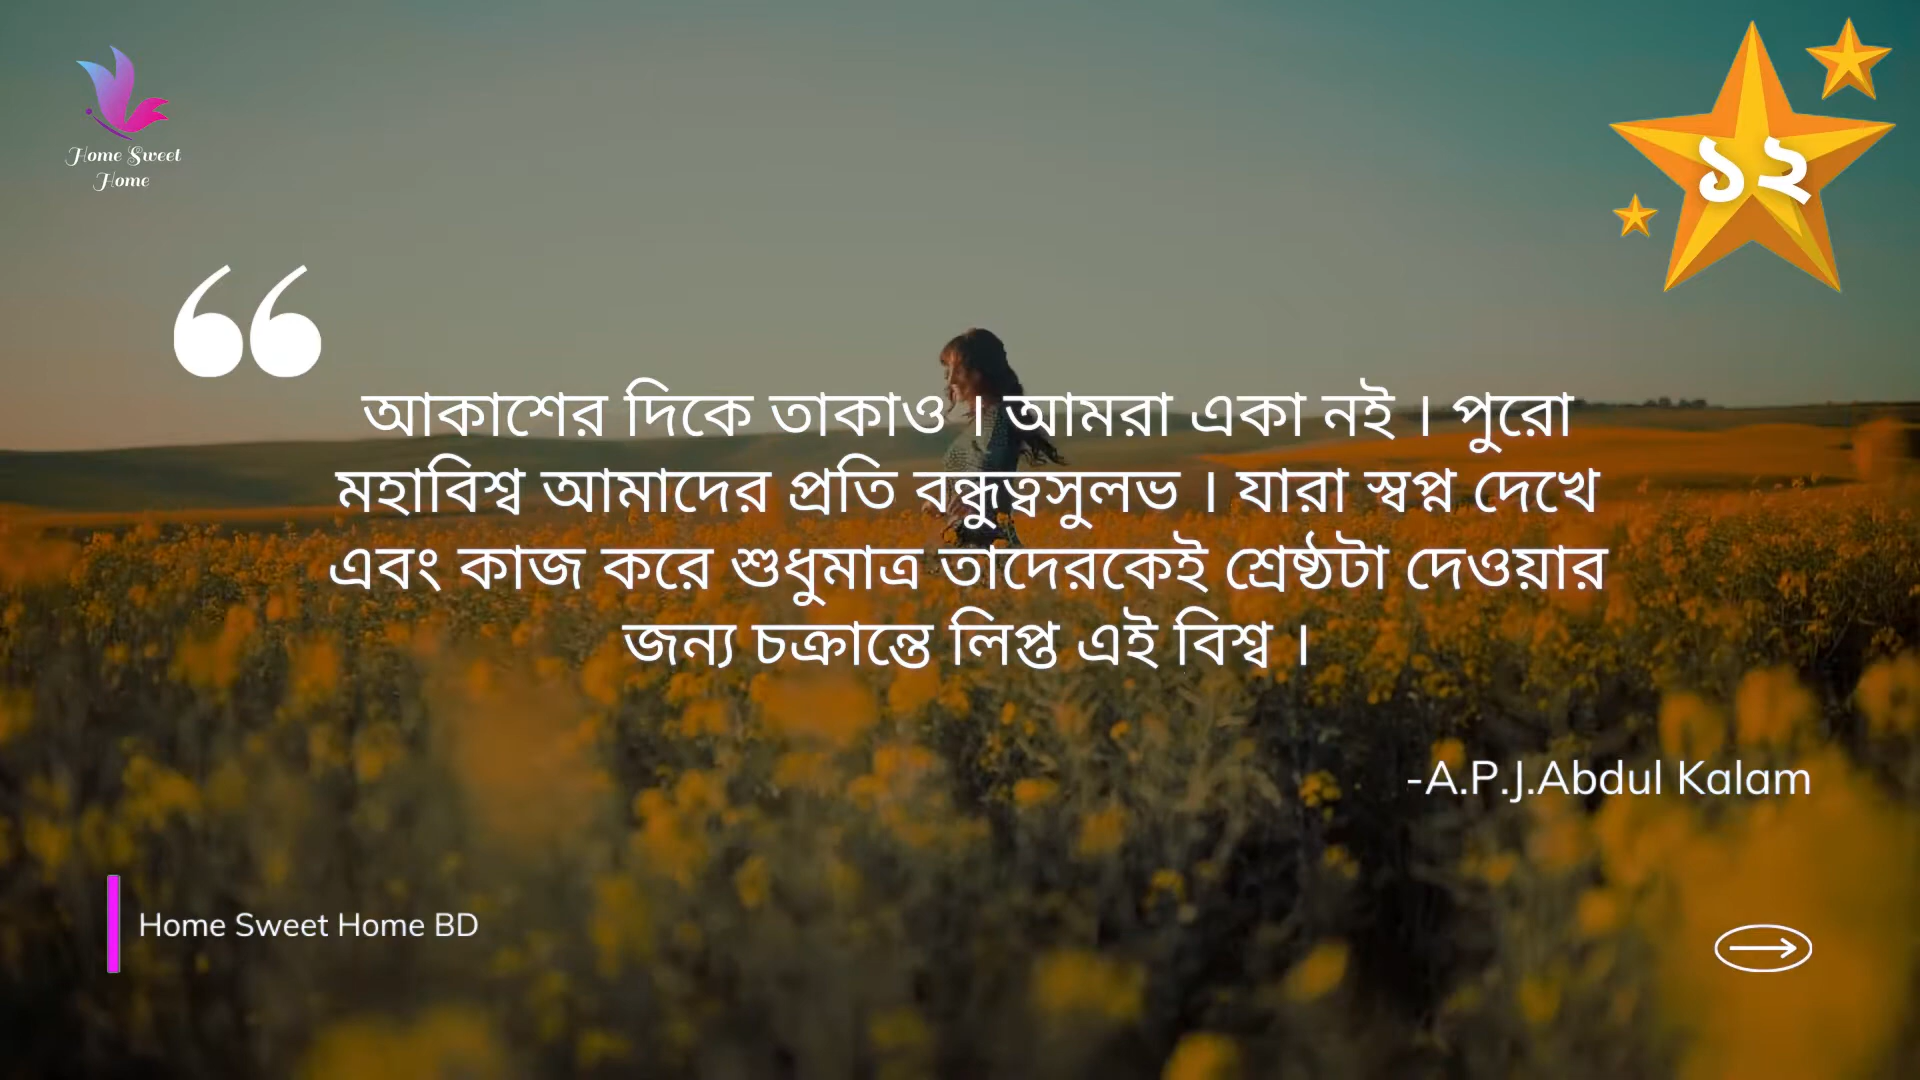 Home Sweet
Home
১২
আকাশের দিকে তাকাও । আমরা একা নই । পুরো
মহাবিশ্ব আমাদের প্রতি বন্ধুত্বসুলভ । যারা স্বপ্ন দেখে
এবং কাজ করে শুধুমাত্র তাদেরকেই শ্রেষ্ঠটা দেওয়ার
জন্য চক্রান্তে লিপ্ত এই বিশ্ব ।
-A.P.J.Abdul Kalam
Home Sweet Home BD